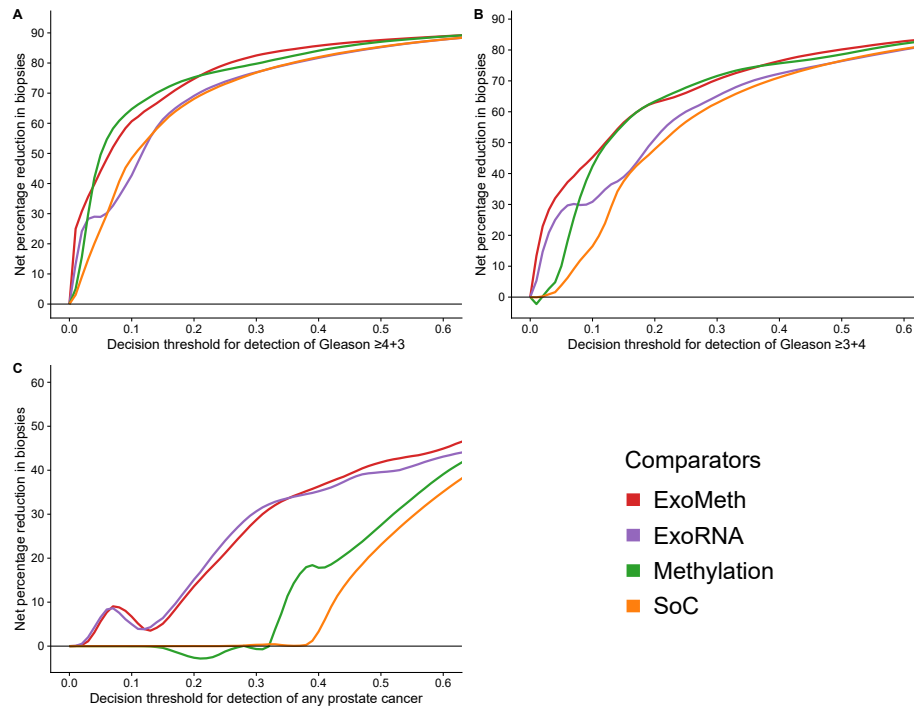 A
Net percentage reduction in biopsies
90
80
70
60
50
40
30
20
10
0
0.0 0.1 0.2 0.3 0.4 0.5 0.6
Decision threshold for detection of Gleason ≥4+3
B
Net percentage reduction in biopsies
90
80
70
60
50
40
30
20
10
0
0.0 0.1 0.2 0.3 0.4 0.5 0.6
Decision threshold for detection of Gleason ≥3+4
C
Net percentage reduction in biopsies
60
50
40
30
20
10
0
0.0 0.1 0.2 0.3 0.4 0.5 0.6
Decision threshold for detection of any prostate cancer
Comparators
ExoMeth
ExoRNA
Methylation
SoC